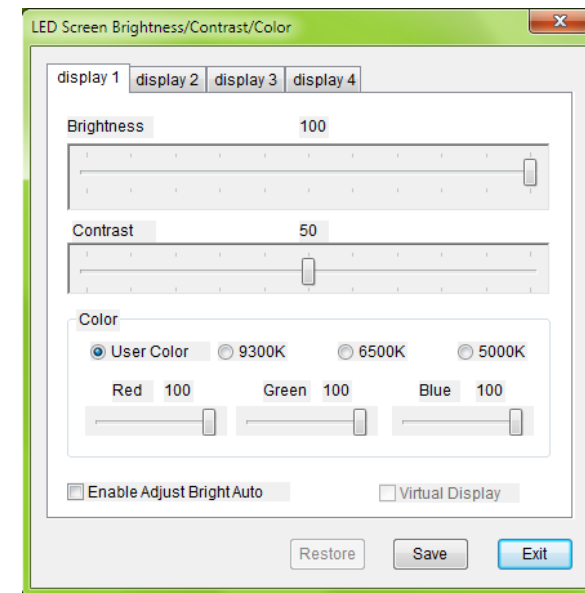 LED Screen Brightness/Contrast/Color
display 1 display 2 display 3 display 4
Brightness 100
Contrast 50
Color
User Color 9300K 6500K 5000K
Red 100 Green 100 Blue 100
Enable Adjust Bright Auto Virtual Display
Restore Save Exit